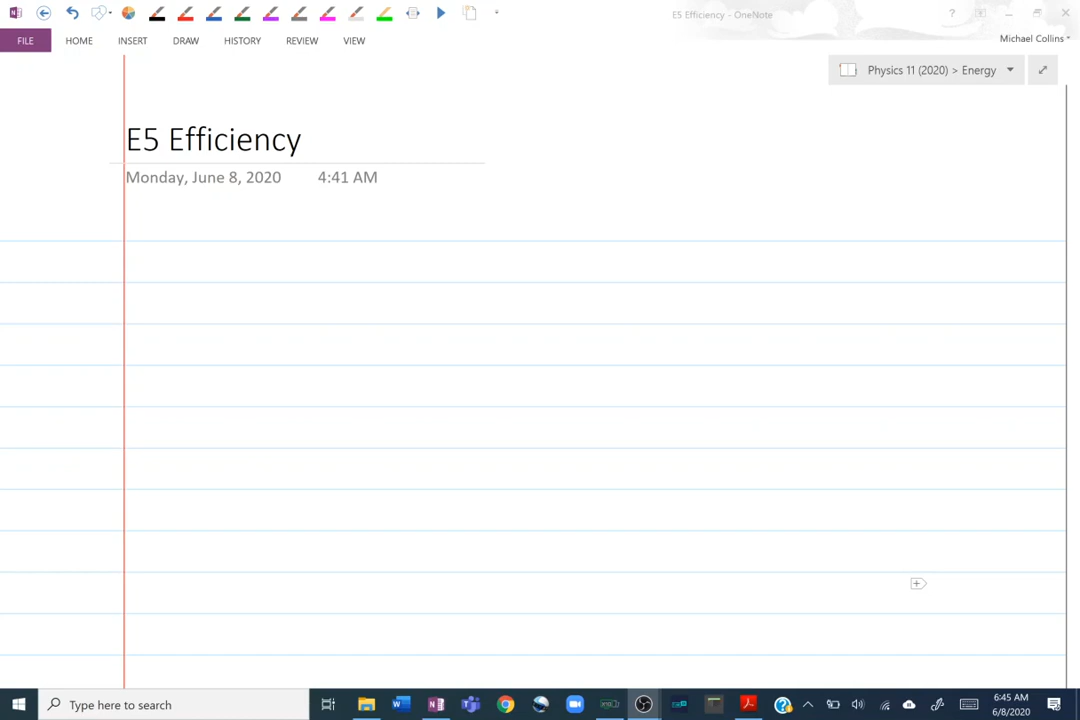 E5 Efficiency - OneNote
?
FILE HOME INSERT DRAW HISTORY REVIEW VIEW
Michael Collins
Physics 11 (2020) > Energy
E5 Efficiency
Monday, June 8, 2020 4:41 AM
Type here to search
6:45 AM
6/8/2020